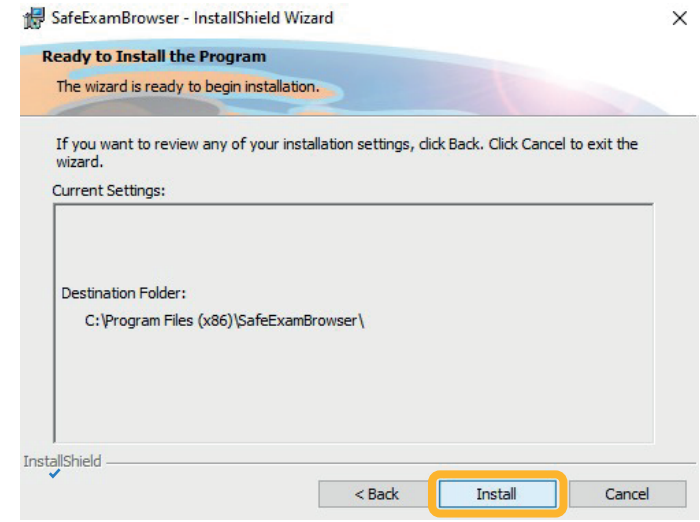 SafeExamBrowser - InstallShield Wizard
Ready to Install the Program
The wizard is ready to begin installation.
If you want to review any of your installation settings, click Back. Click Cancel to exit the
wizard.
Current Settings:
Destination Folder:
C:\Program Files (x86)\SafeExamBrowser\
InstallShield
< Back Install Cancel